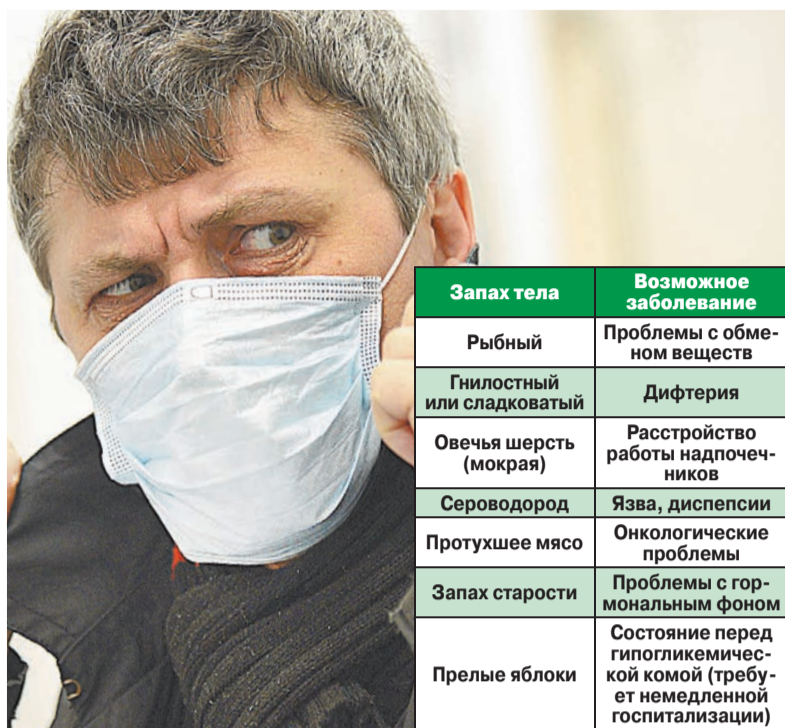 Запах тела
Возможное
заболевание
Рыбный
Проблемы с обме-
ном веществ
Гнилостный
или сладковатый
Дифтерия
Овечья шерсть
(мокрая)
Расстройство
работы надпочеч-
ников
Сероводород
Язва, диспепсии
Протухшее мясо
Онкологические
проблемы
Запах старости
Проблемы с гор-
мональным фоном
Прелые яблоки
Состояние перед
гипогликемичес-
кой комой (требу-
ет немедленной
госпитализации)